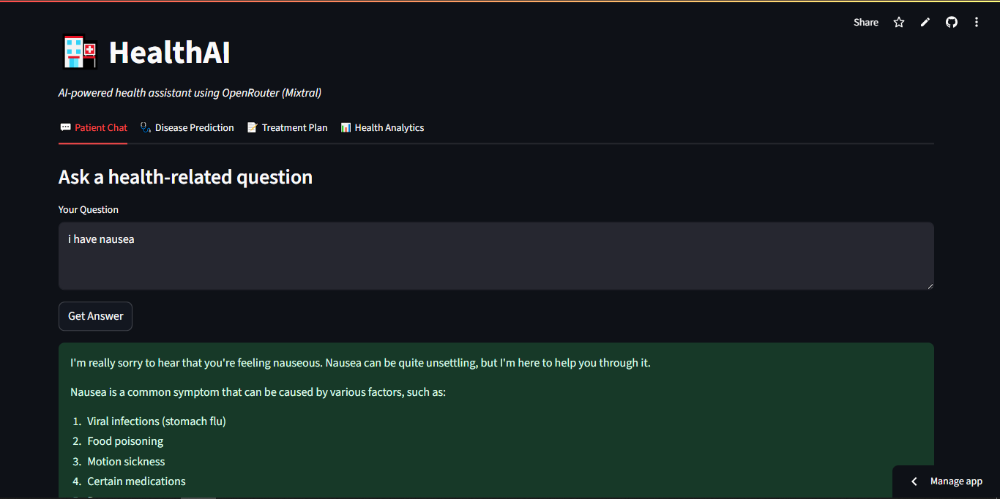 Share
HealthAI
AI-powered health assistant using OpenRouter (Mixtral)
Patient Chat Disease Prediction Treatment Plan Health Analytics
Ask a health-related question
Your Question
i have nausea
Get Answer
I'm really sorry to hear that you're feeling nauseous. Nausea can be quite unsettling, but I'm here to help you through it.
Nausea is a common symptom that can be caused by various factors, such as:
1. Viral infections (stomach flu)
2. Food poisoning
3. Motion sickness
4. Certain medications
Manage app